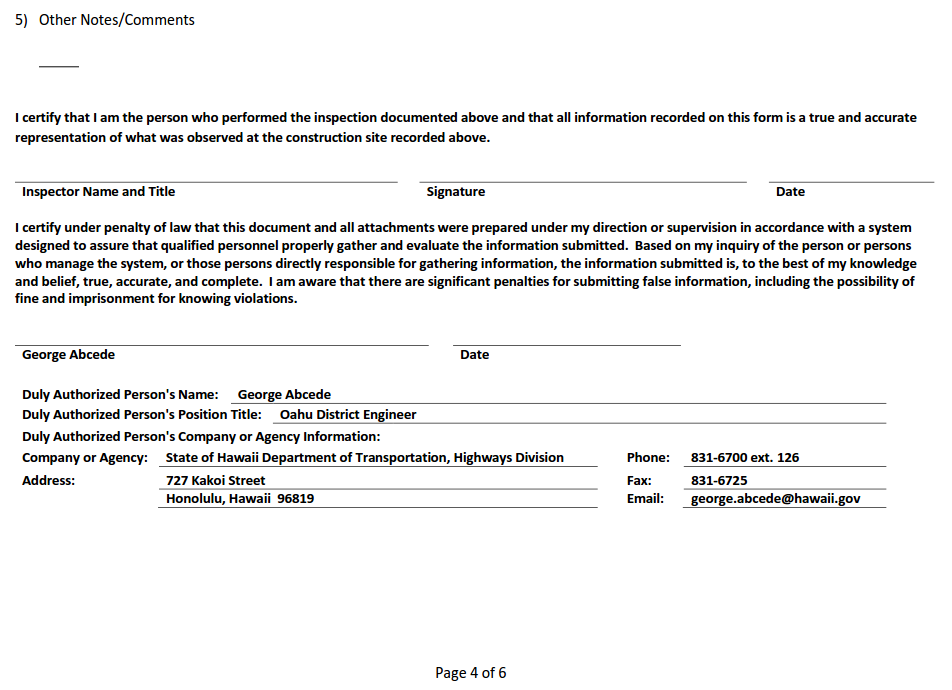 5) Other Notes/Comments
I certify that I am the person who performed the inspection documented above and that all information recorded on this form is a true and accurate
representation of what was observed at the construction site recorded above.
Inspector Name and Title Signature Date
I certify under penalty of law that this document and all attachments were prepared under my direction or supervision in accordance with a system
designed to assure that qualified personnel properly gather and evaluate the information submitted. Based on my inquiry of the person or persons
who manage the system, or those persons directly responsible for gathering information, the information submitted is, to the best of my knowledge
and belief, true, accurate, and complete. I am aware that there are significant penalties for submitting false information, including the possibility of
fine and imprisonment for knowing violations.
George Abcede Date
Duly Authorized Person's Name: George Abcede
Duly Authorized Person's Position Title: Oahu District Engineer
Duly Authorized Person's Company or Agency Information:
Company or Agency: State of Hawaii Department of Transportation, Highways Division Phone: 831-6700 ext. 126
Address: 727 Kakoi Street Fax: 831-6725
Honolulu, Hawaii 96819 Email: george.abcede@hawaii.gov
Page 4 of 6